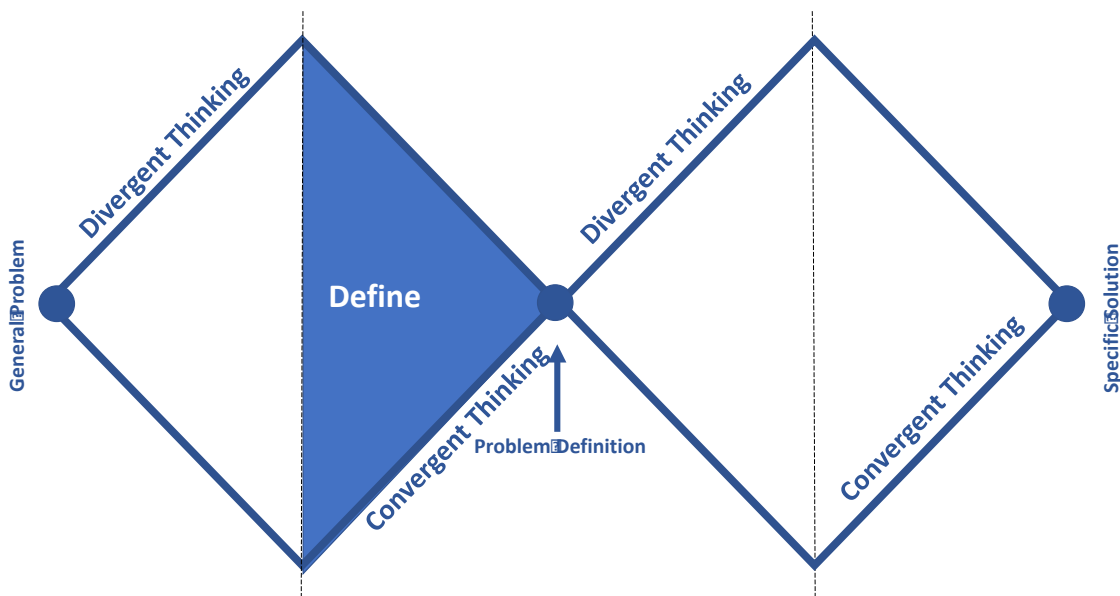 General Problem
Divergent Thinking
Define
Convergent Thinking
Problem Definition
Divergent Thinking
Convergent Thinking
Specific Solution